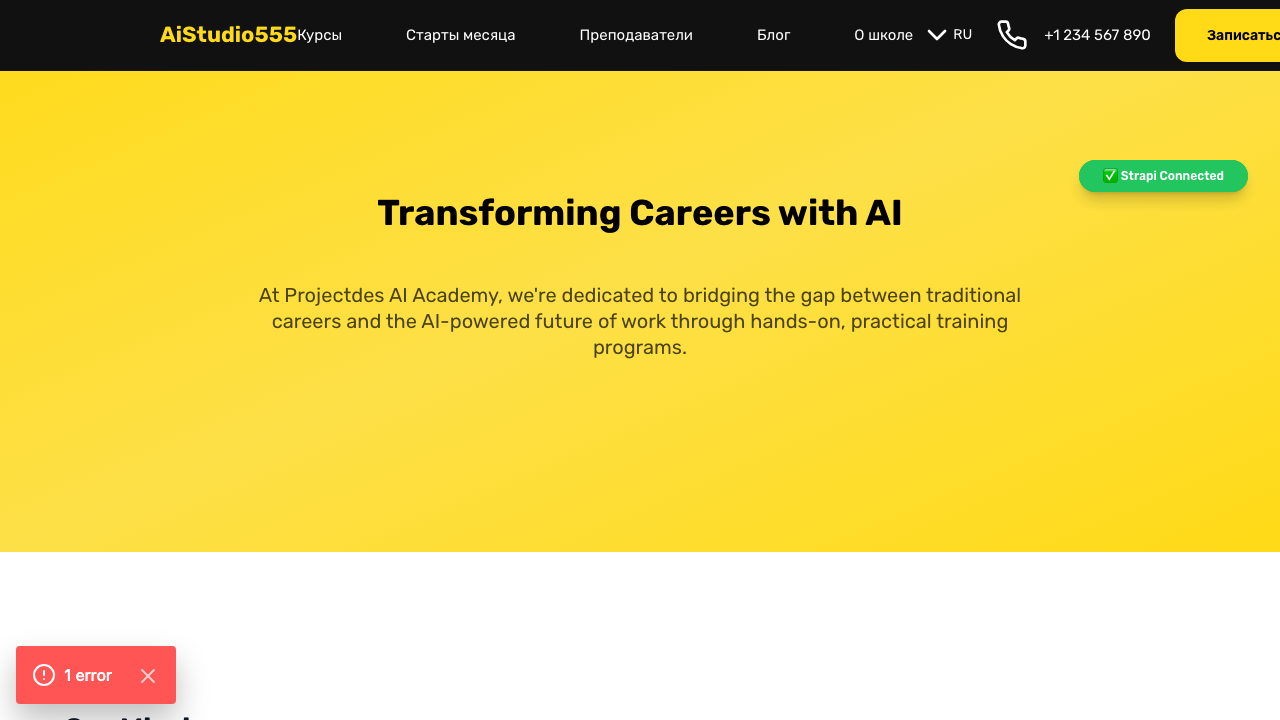 AiStudio555 Курсы Старты месяца Преподаватели Блог О школе RU +1 234 567 890 Записатьс
✅ Strapi Connected
Transforming Careers with AI
At Projectdes AI Academy, we're dedicated to bridging the gap between traditional
careers and the AI-powered future of work through hands-on, practical training
programs.
1 error